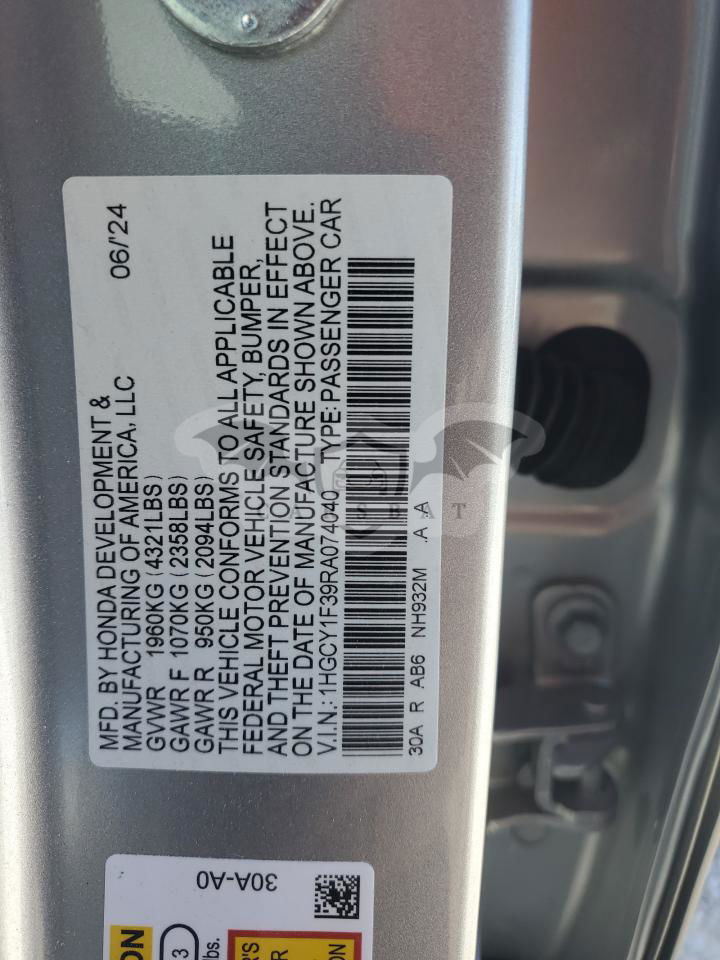 MFD. BY HONDA DEVELOPMENT & 06/'24
MANUFACTURING OF AMERICA, LLC
GVWR 1960KG (4321LBS)
GAWR F 1070KG (2358LBS)
GAWR R 950KG (2094LBS)
THIS VEHICLE CONFORMS TO ALL APPLICABLE
FEDERAL MOTOR VEHICLE SAFETY, BUMPER,
AND THEFT PREVENTION STANDARDS IN EFFECT
ON THE DATE OF MANUFACTURE SHOWN ABOVE.
V.I.N.: 1HGCY1F39RA074040 TYPE: PASSENGER CAR
30A R AB6 NH932M .A A
30A-A0
3
lbs.